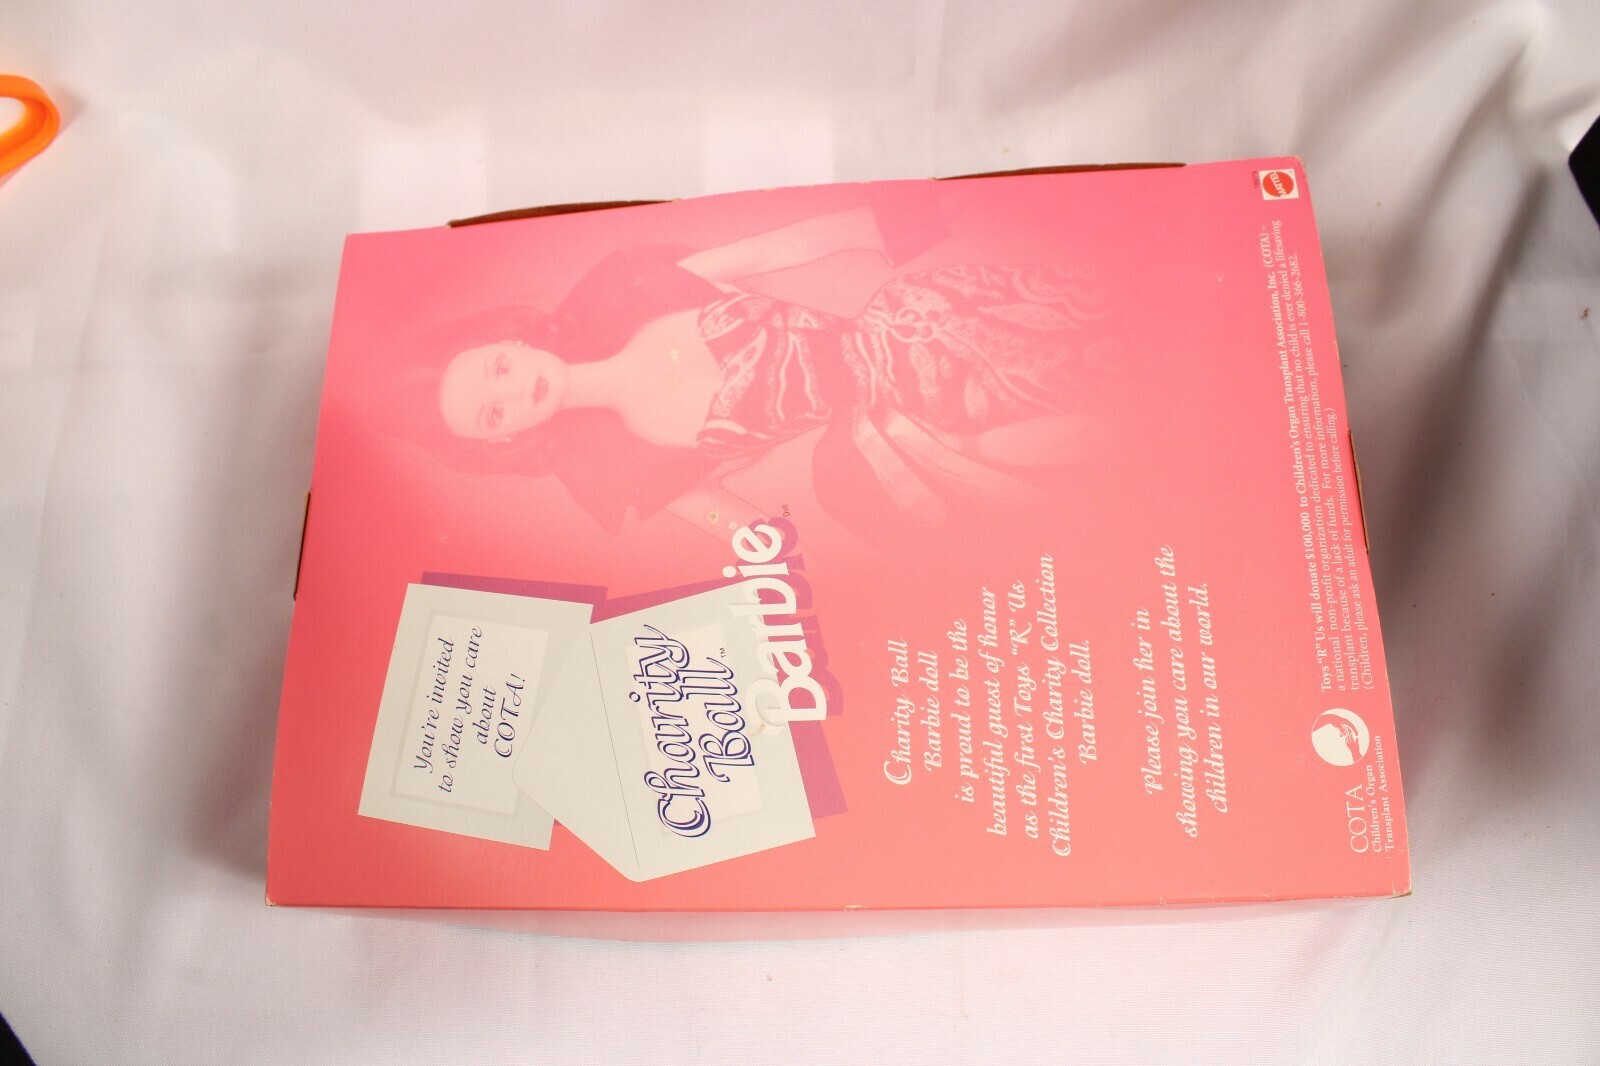 You're invited
to show you care
about
COTA!
Charity
Ball™
Barbie®
Doll
Charity Ball
Barbie doll
is proud to be the
beautiful guest of honor
as the first Toys "R" Us
Children's Charity Collection
Barbie doll.
Please join her in
showing you care about the
children in our world.
Toys "R" Us will donate $100,000 to Children's Organ Transplant Association, Inc. (COTA) –
a national non-profit organization dedicated to ensuring that no child is ever denied a lifesaving
transplant because of a lack of funds. For more information, please call 1-800-366-2682.
(Children, please ask an adult for permission before calling.)
COTA
Children's Organ
Transplant Association
MATTEL